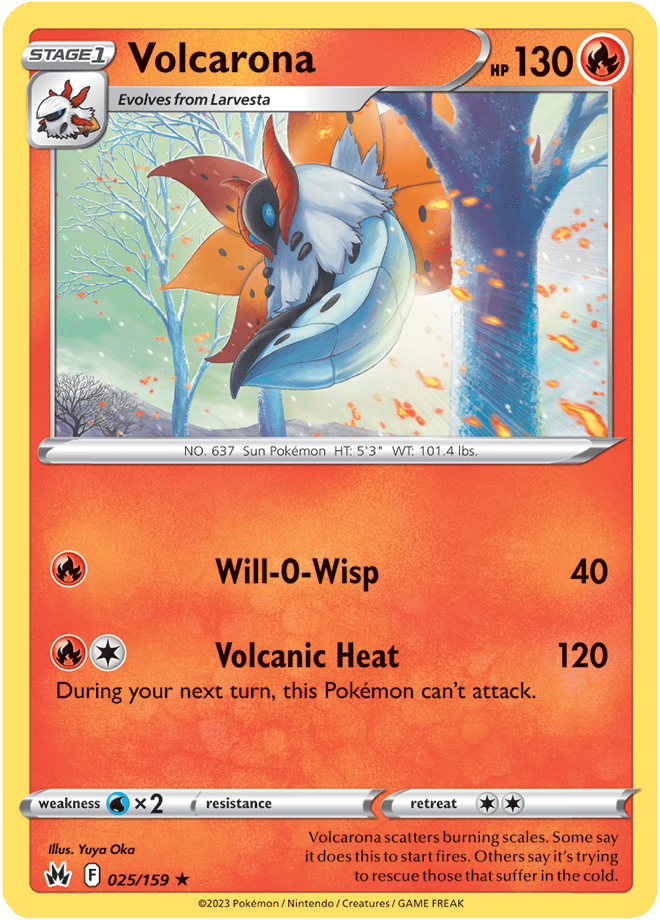 STAGE 1
Volcarona
HP 130
Evolves from Larvesta
NO. 637 Sun Pokémon HT: 5'3" WT: 101.4 lbs.
Will-O-Wisp 40
Volcanic Heat 120
During your next turn, this Pokémon can't attack.
weakness ×2 resistance retreat
Illus. Yuya Oka
Volcarona scatters burning scales. Some say
it does this to start fires. Others say it's trying
to rescue those that suffer in the cold.
F 025/159 ★
©2023 Pokémon / Nintendo / Creatures / GAME FREAK